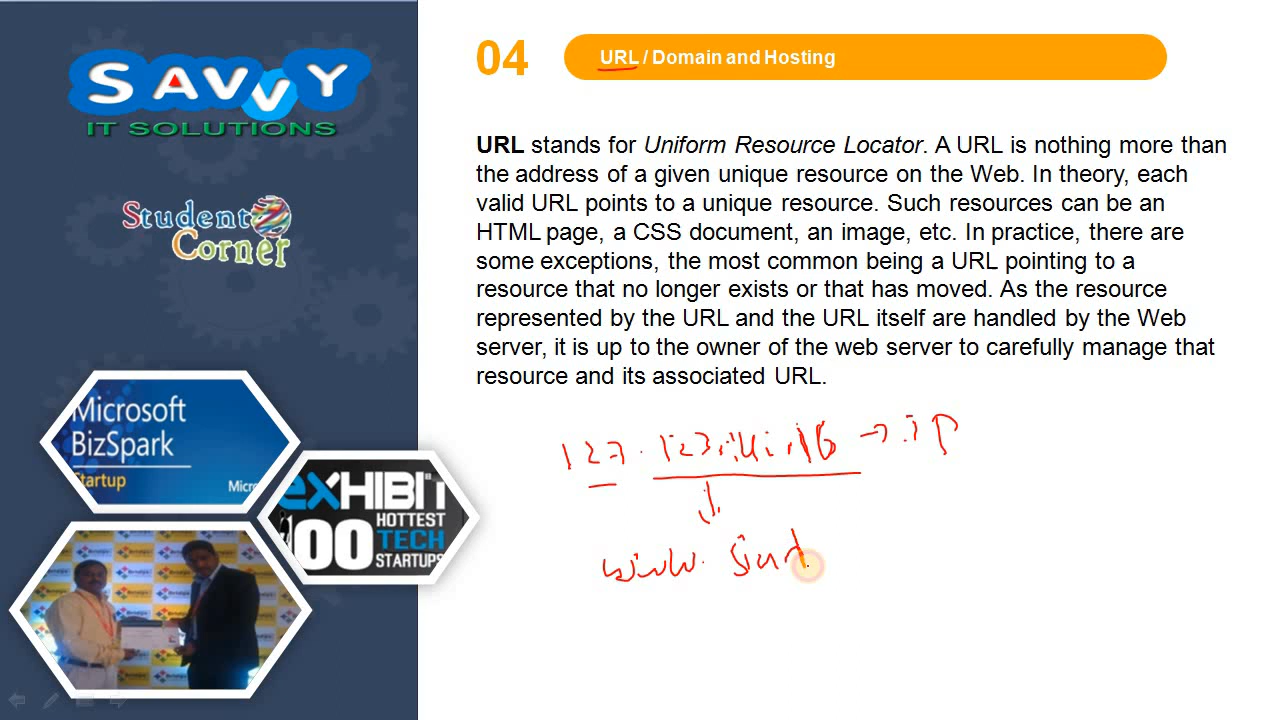 SAVVY
IT SOLUTIONS
Student
Corner
Microsoft
BizSpark
Startup
Micros
eXHIBIT
100 HOTTEST
TECH
STARTUPS
04
URL / Domain and Hosting
URL stands for Uniform Resource Locator. A URL is nothing more than
the address of a given unique resource on the Web. In theory, each
valid URL points to a unique resource. Such resources can be an
HTML page, a CSS document, an image, etc. In practice, there are
some exceptions, the most common being a URL pointing to a
resource that no longer exists or that has moved. As the resource
represented by the URL and the URL itself are handled by the Web
server, it is up to the owner of the web server to carefully manage that
resource and its associated URL.
127. → ip
www.